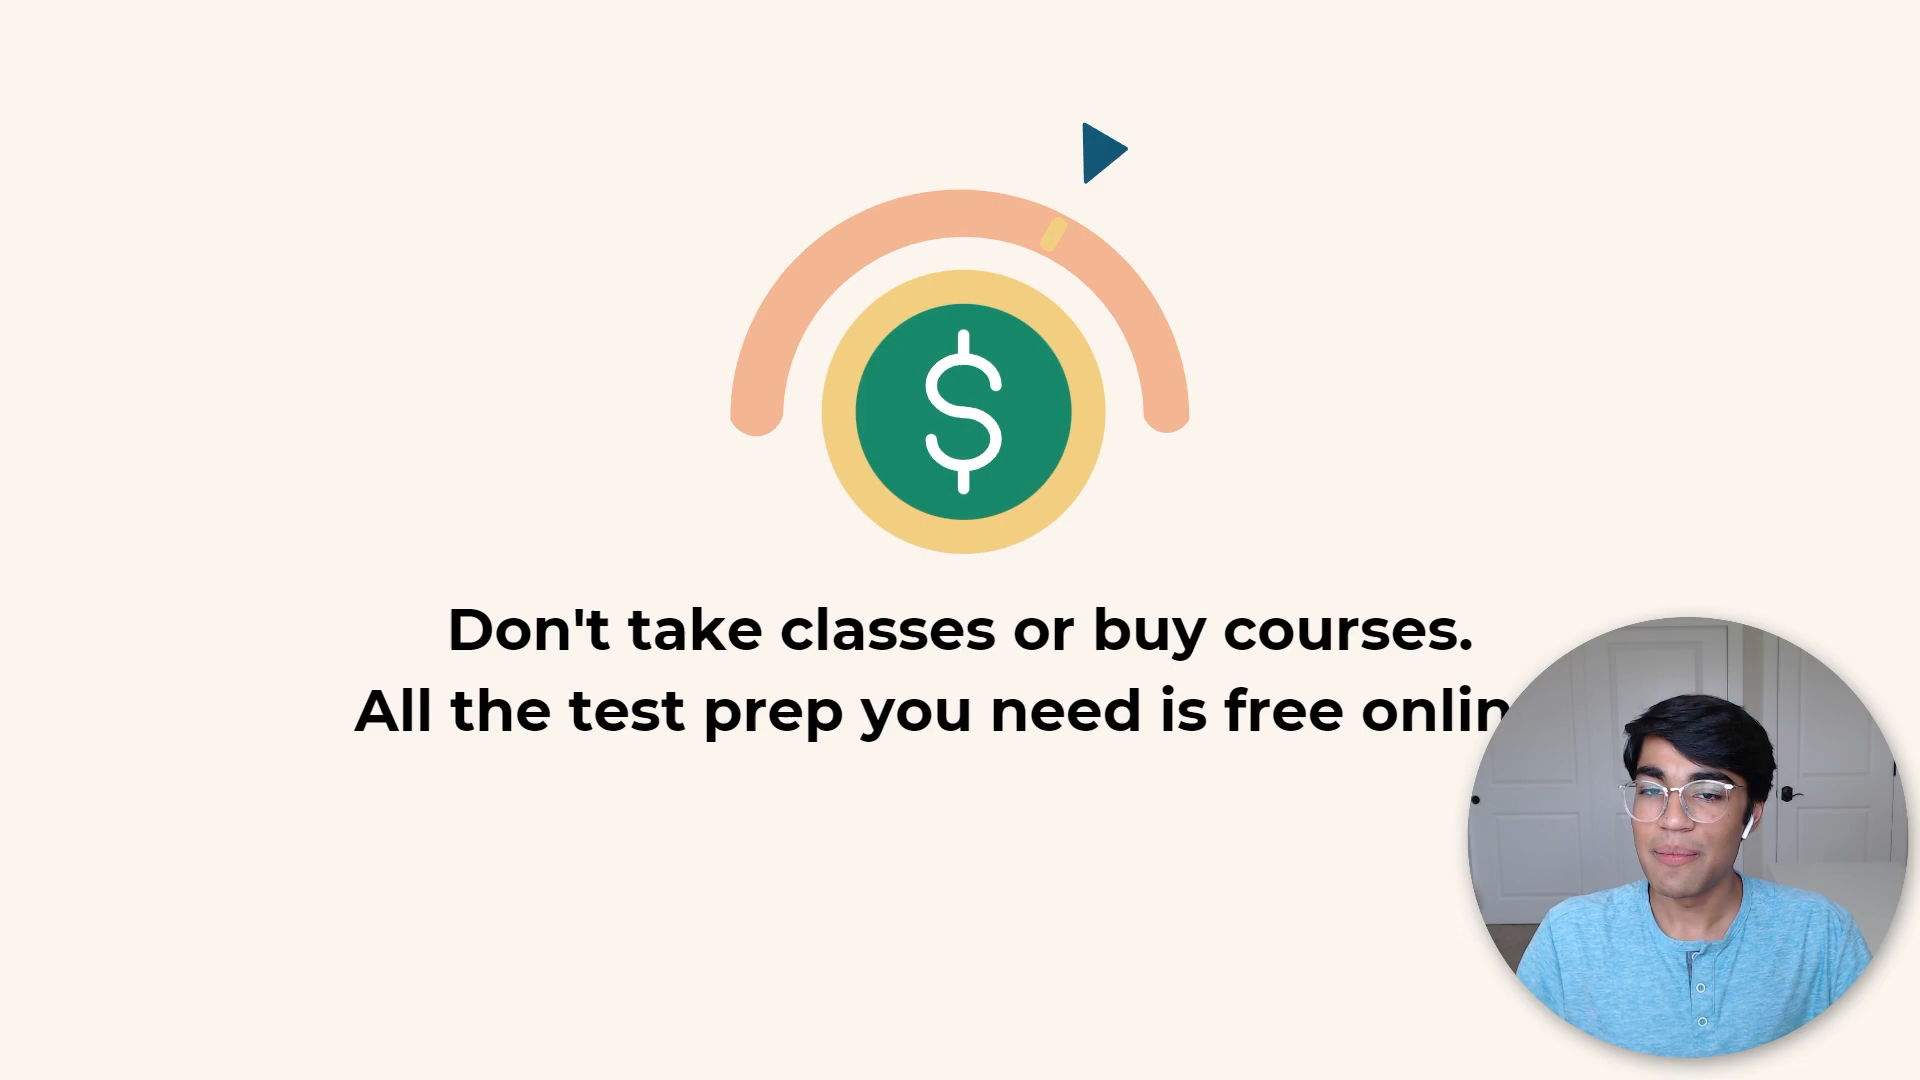 $
Don't take classes or buy courses.
All the test prep you need is free onlin